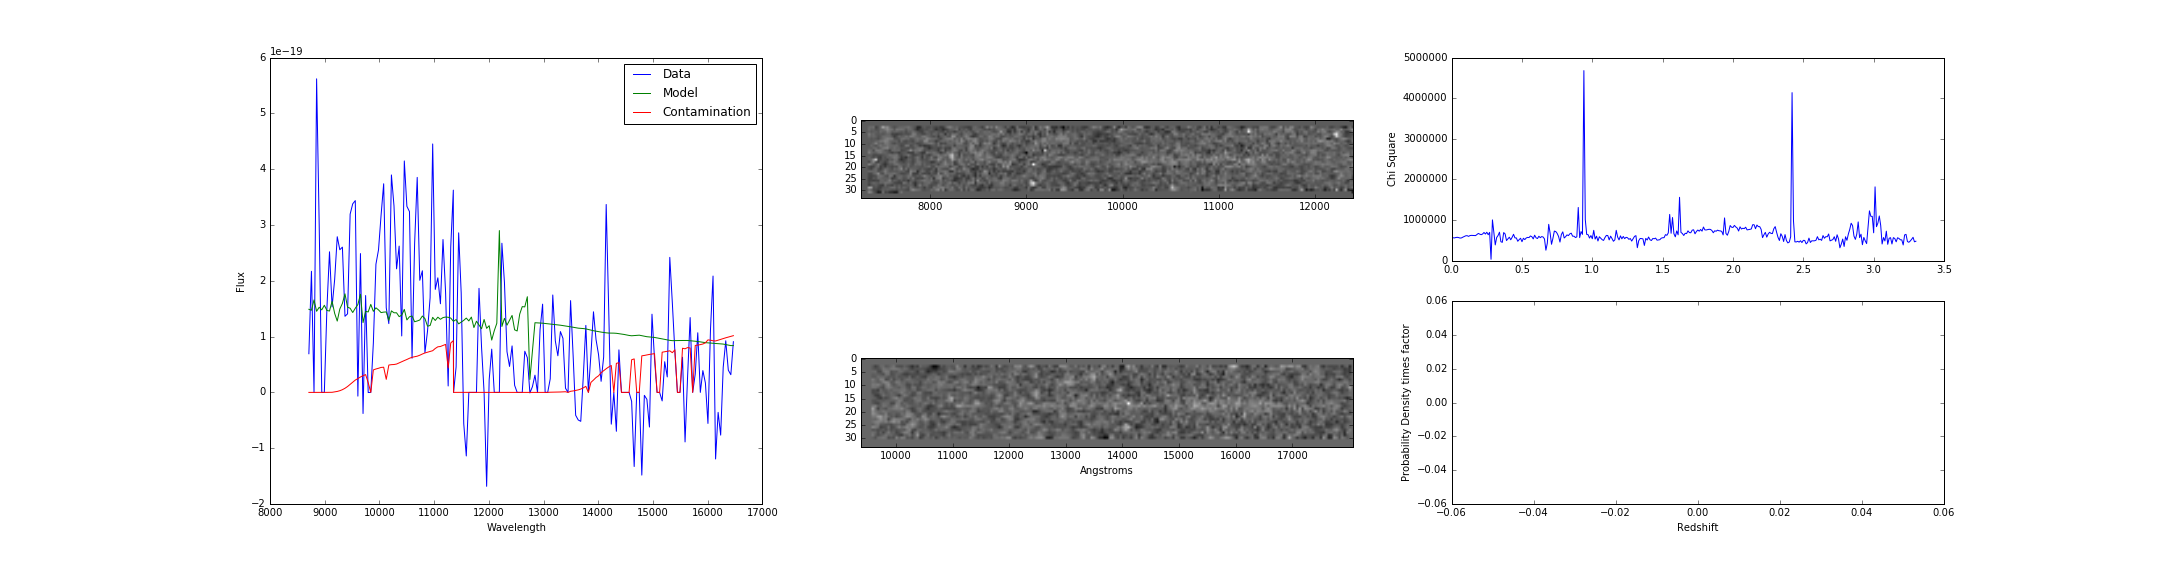 1e−19
6
5
4
3
2
1
0
−1
−2
8000 9000 10000 11000 12000 13000 14000 15000 16000 17000
Wavelength
Flux
Data
Model
Contamination
0
5
10
15
20
25
30
8000 9000 10000 11000 12000
0
5
10
15
20
25
30
10000 11000 12000 13000 14000 15000 16000 17000
Angstroms
5000000
4000000
3000000
2000000
1000000
0
0.0 0.5 1.0 1.5 2.0 2.5 3.0 3.5
Chi Square
0.06
0.04
0.02
0.00
−0.02
−0.04
−0.06
−0.06 −0.04 −0.02 0.00 0.02 0.04 0.06
Redshift
Probability Density times factor